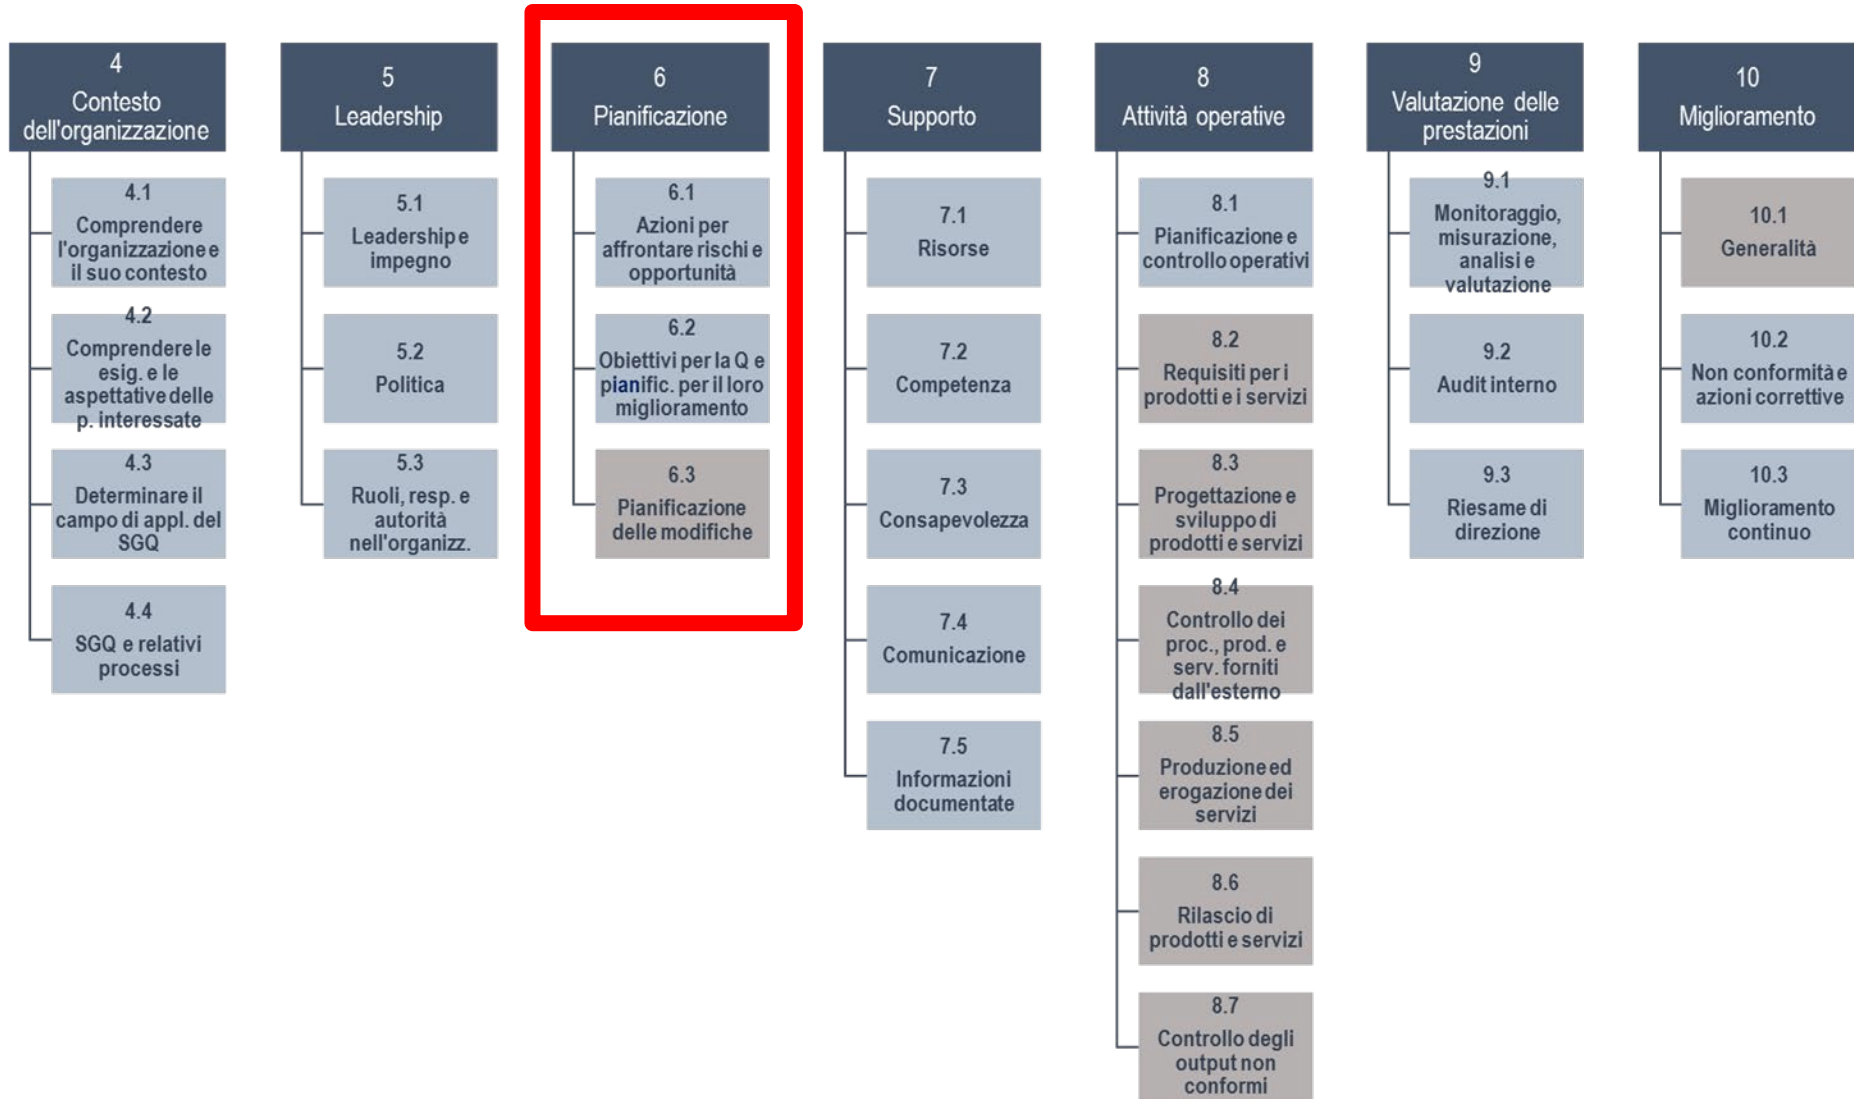 4
Contesto
dell'organizzazione
4.1
Comprendere
l'organizzazione e
il suo contesto
4.2
Comprendere le
esig. e le
aspettative delle
p. interessate
4.3
Determinare il
campo di appl. del
SGQ
4.4
SGQ e relativi
processi
5
Leadership
5.1
Leadership e
impegno
5.2
Politica
5.3
Ruoli, resp. e
autorità
nell'organizz.
6
Pianificazione
6.1
Azioni per
affrontare rischi e
opportunità
6.2
Obiettivi per la Q e
pianific. per il loro
miglioramento
6.3
Pianificazione
delle modifiche
7
Supporto
7.1
Risorse
7.2
Competenza
7.3
Consapevolezza
7.4
Comunicazione
7.5
Informazioni
documentate
8
Attività operative
8.1
Pianificazione e
controllo operativi
8.2
Requisiti per i
prodotti e i servizi
8.3
Progettazione e
sviluppo di
prodotti e servizi
8.4
Controllo dei
proc., prod. e
serv. forniti
dall'esterno
8.5
Produzione ed
erogazione dei
servizi
8.6
Rilascio di
prodotti e servizi
8.7
Controllo degli
output non
conformi
9
Valutazione delle
prestazioni
9.1
Monitoraggio,
misurazione,
analisi e
valutazione
9.2
Audit interno
9.3
Riesame di
direzione
10
Miglioramento
10.1
Generalità
10.2
Non conformità e
azioni correttive
10.3
Miglioramento
continuo